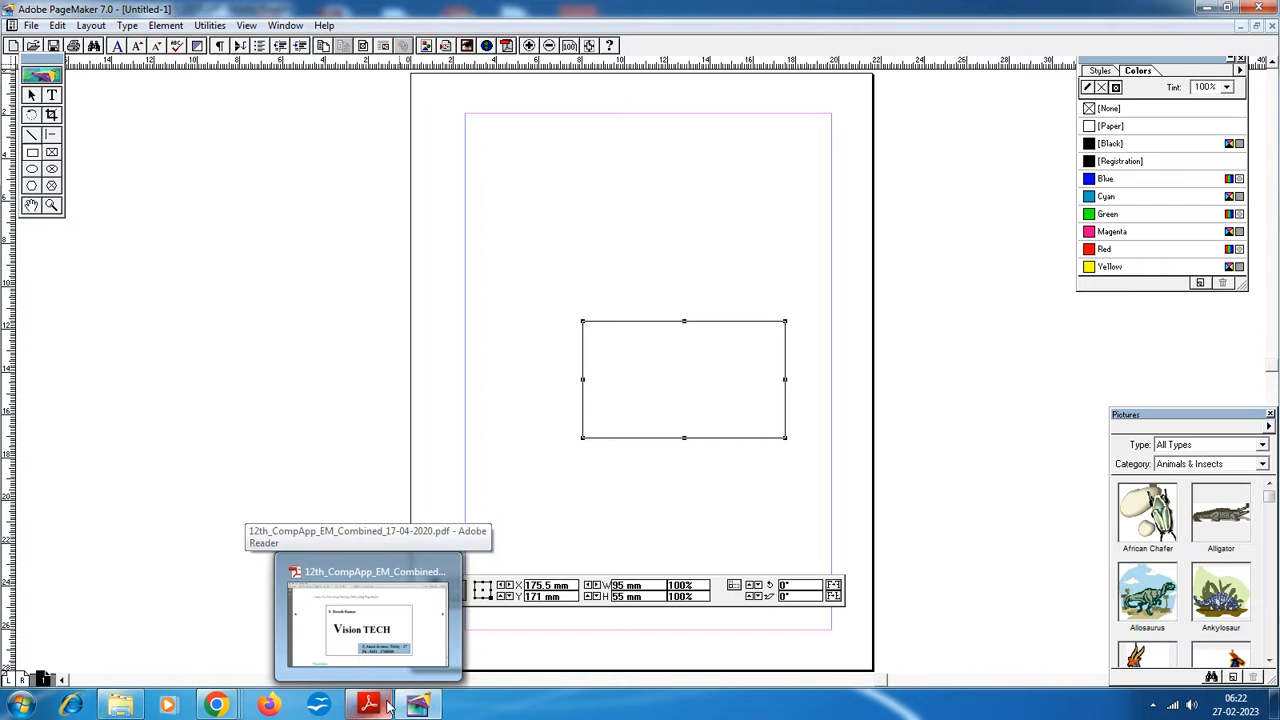 Adobe PageMaker 7.0 - [Untitled-1]
File Edit Layout Type Element Utilities View Window Help
Styles Colors
Tint: 100%
[None]
[Paper]
[Black]
[Registration]
Blue
Cyan
Green
Magenta
Red
Yellow
Pictures
Type: All Types
Category: Animals & Insects
African Chafer Alligator
Allosaurus Ankylosaur
12th_CompApp_EM_Combined_17-04-2020.pdf - Adobe
Reader
12th_CompApp_EM_Combined...
Vision TECH
X 175.5 mm W 95 mm 100% 0°
Y 171 mm H 55 mm 100% 0°
L R 1
06:22
27-02-2023